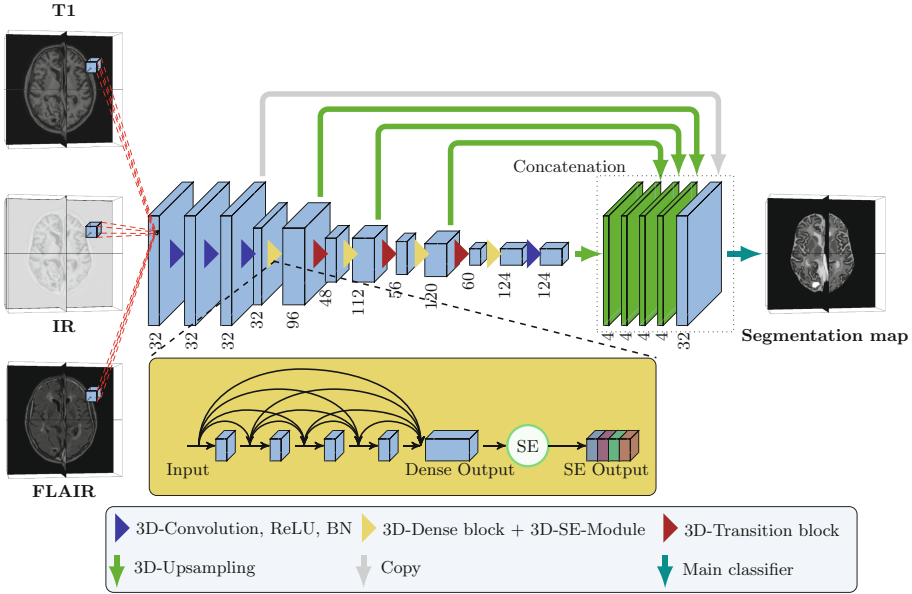 T1
IR
FLAIR
Concatenation
32
32
32
32
96
48
112
56
120
60
124
124
4
4
4
4
32
Segmentation map
Input
Dense Output
SE
SE Output
3D-Convolution, ReLU, BN
3D-Dense block + 3D-SE-Module
3D-Transition block
3D-Upsampling
Copy
Main classifier